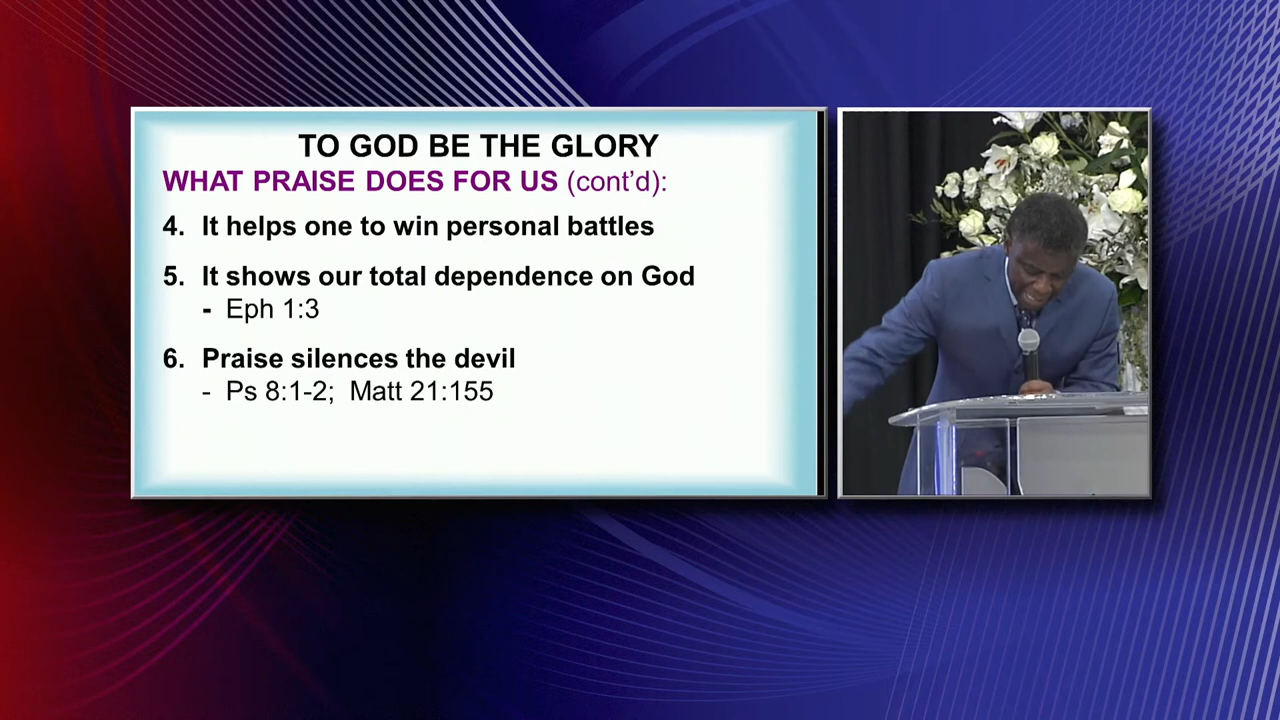 TO GOD BE THE GLORY
WHAT PRAISE DOES FOR US (cont’d):
4. It helps one to win personal battles
5. It shows our total dependence on God
- Eph 1:3
6. Praise silences the devil
- Ps 8:1-2; Matt 21:155